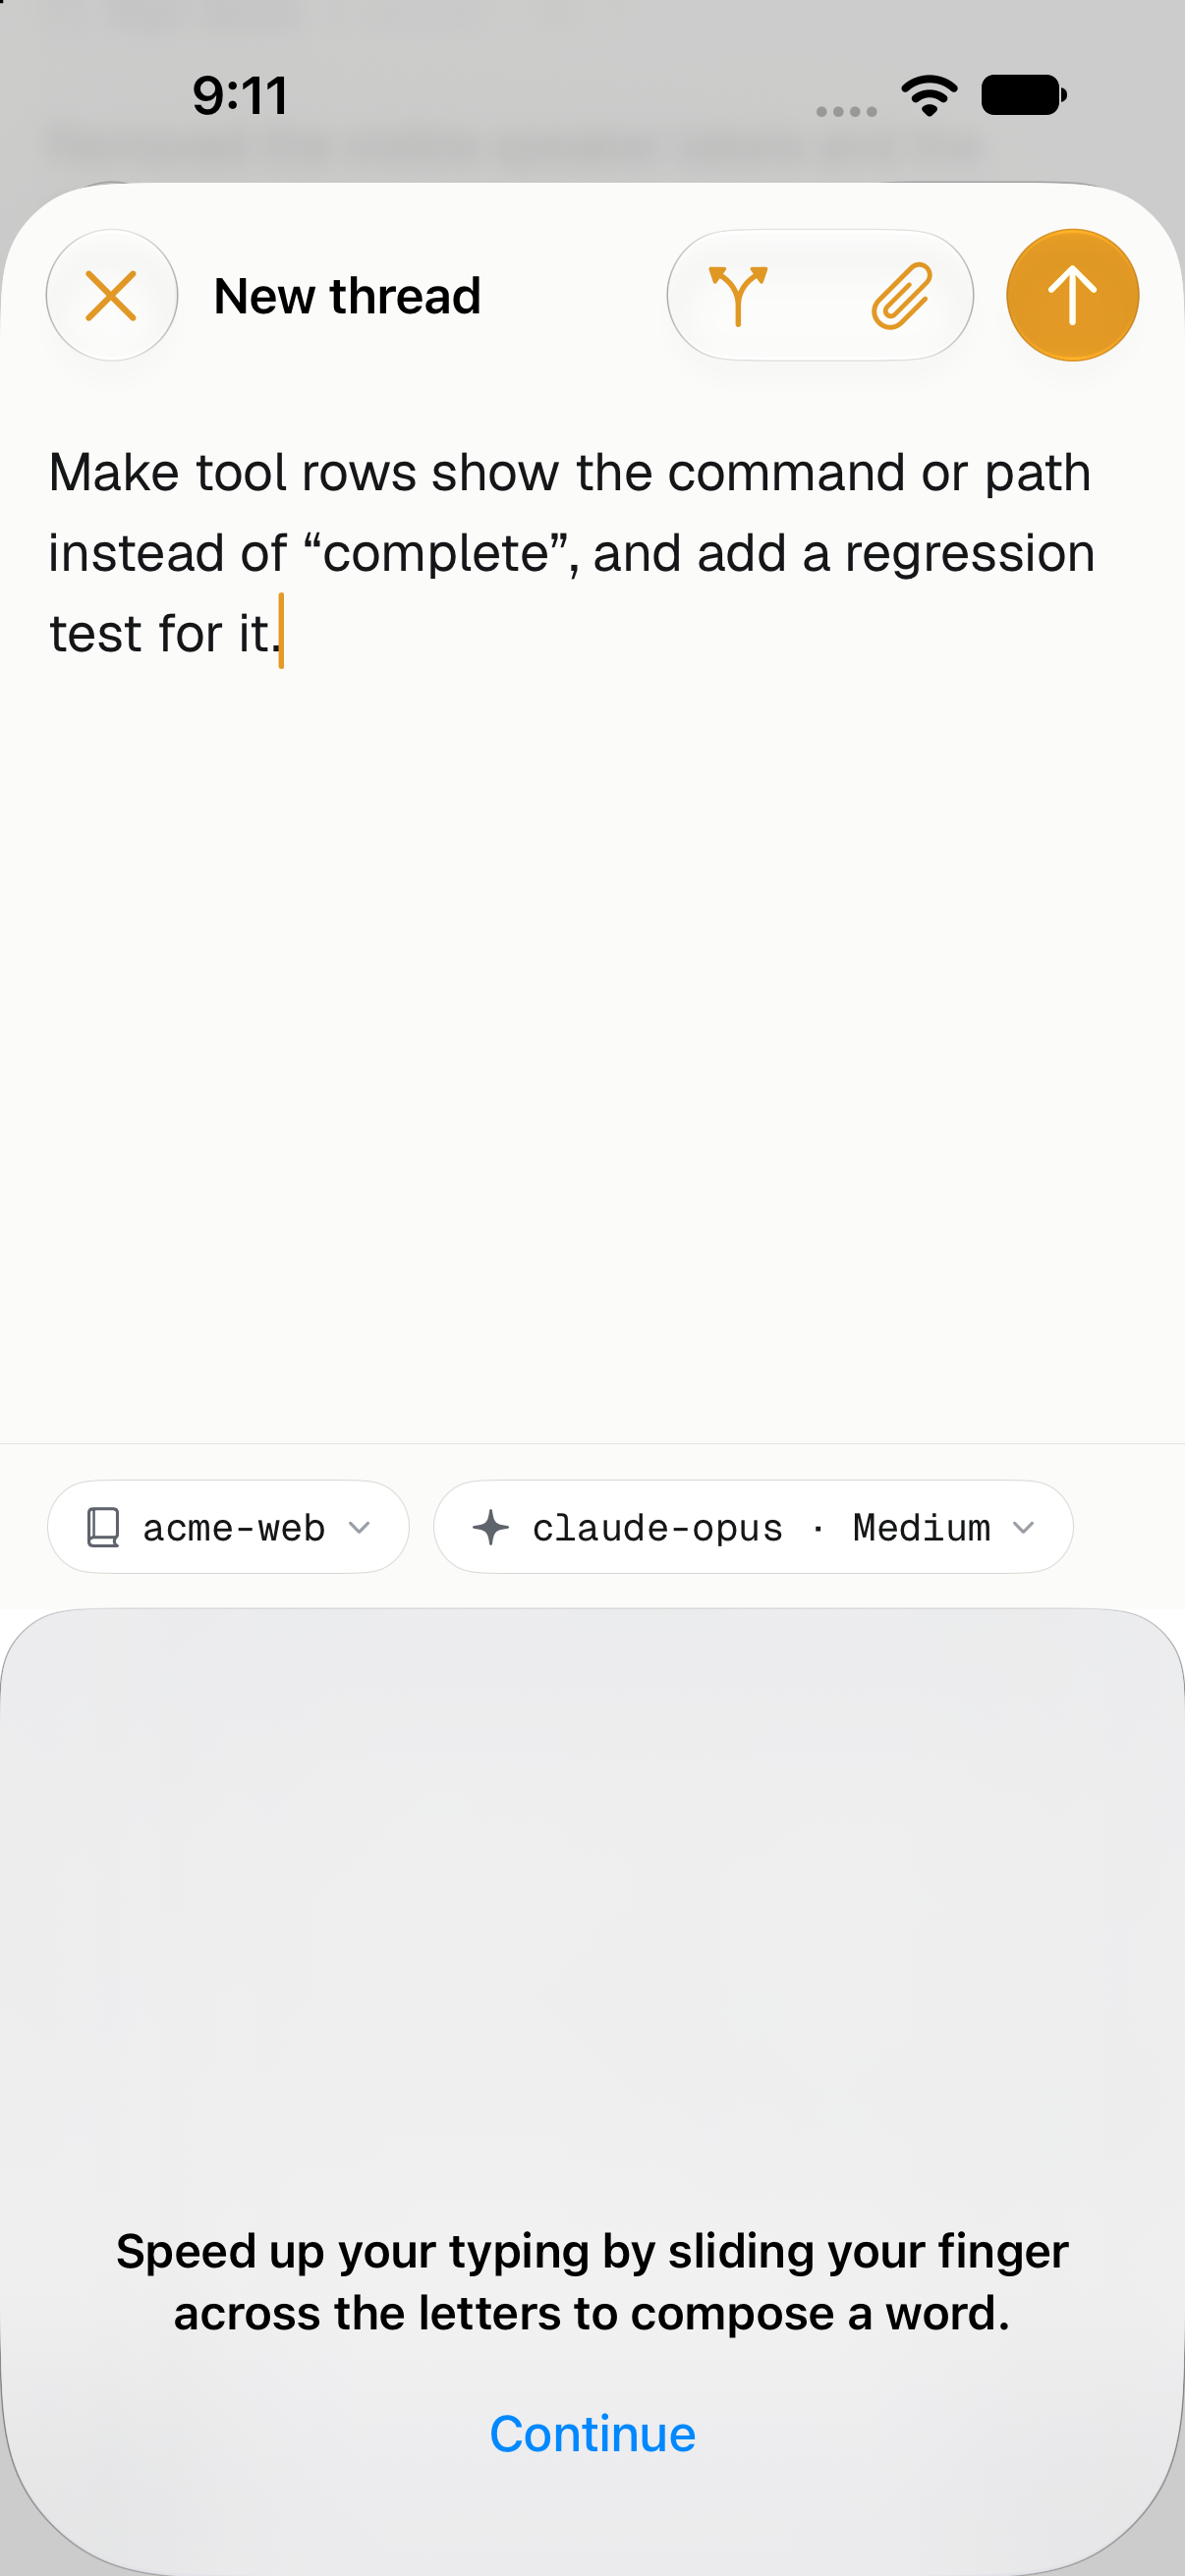 9:11
New thread
Make tool rows show the command or path
instead of “complete”, and add a regression
test for it.
acme-web
claude-opus · Medium
Speed up your typing by sliding your finger
across the letters to compose a word.
Continue